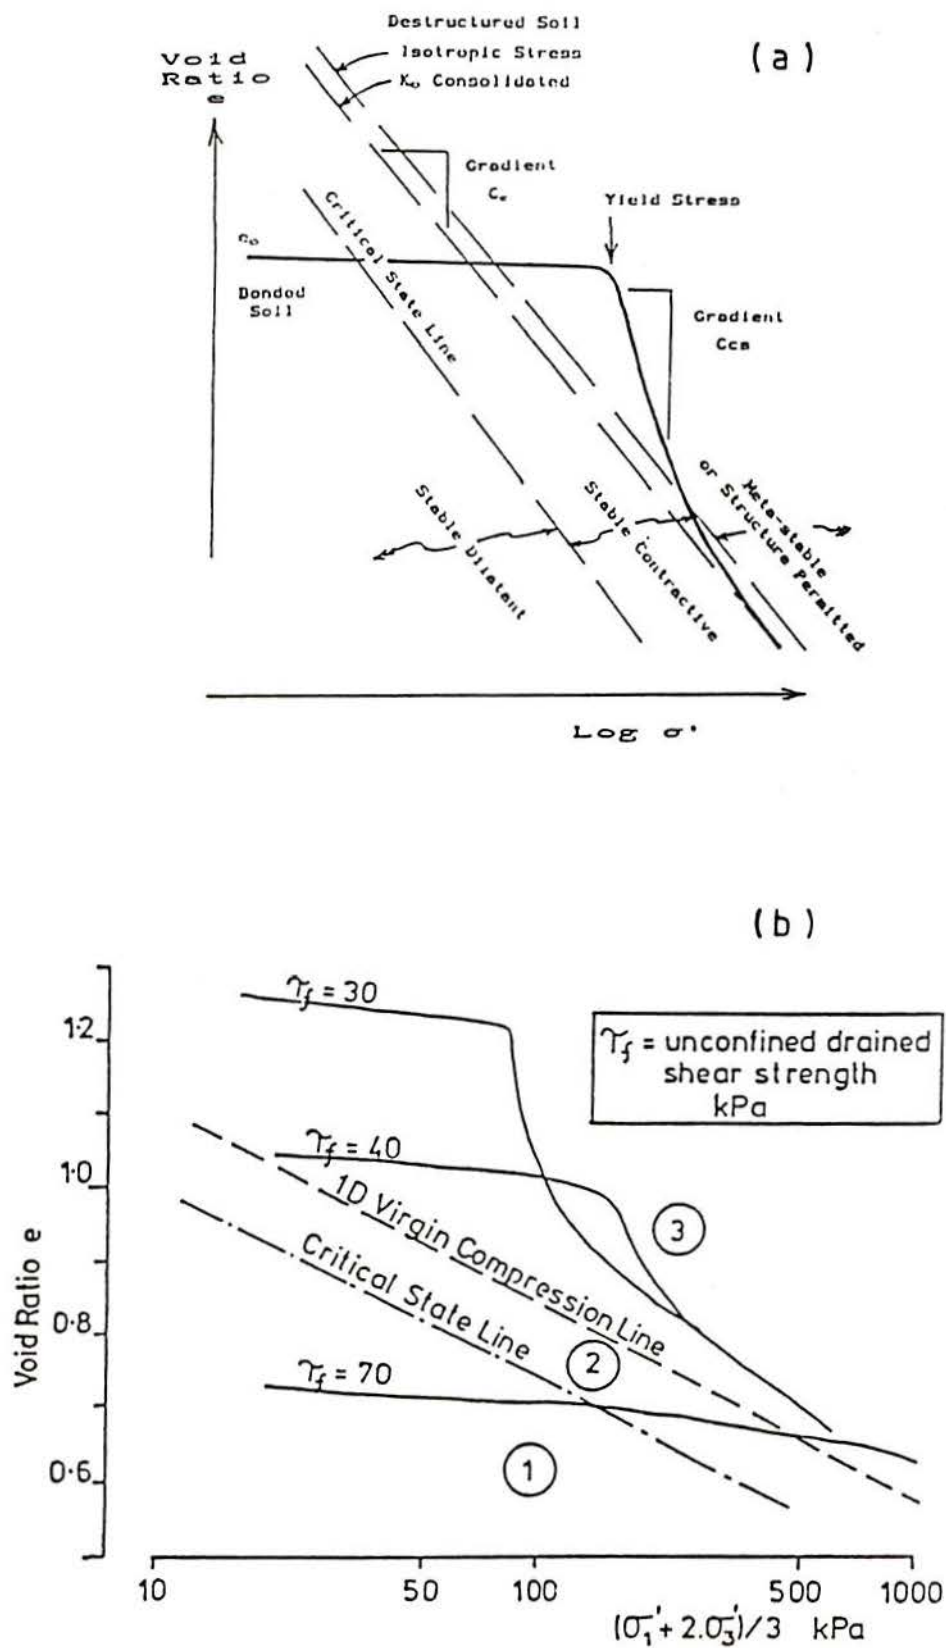 (a)
Destructured Soil
Isotropic Stress
K₀ Consolidated
Void
Ratio
e
Gradient
Cc
Yield Stress
Critical State Line
e₀
Bonded
Soil
Gradient
Ccs
Stable Dilatant
Stable Contractive
Meta-stable
or Structure Permitted
Log σ'
(b)
τf = 30
1·2
τf = unconfined drained
shear strength
kPa
τf = 40
1·0
1D Virgin Compression Line
3
Critical State Line
Void Ratio e
0·8
2
τf = 70
1
0·6
10 50 100 500 1000
(σ₁' + 2.σ₃')/3 kPa